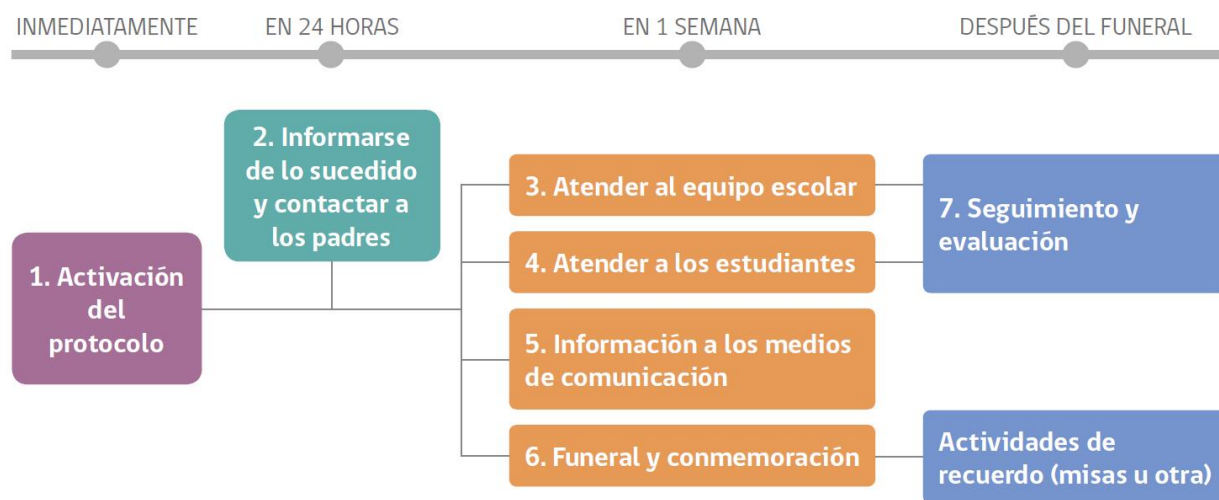 INMEDIATAMENTE
EN 24 HORAS
EN 1 SEMANA
DESPUÉS DEL FUNERAL
1. Activación
del
protocolo
2. Informarse
de lo sucedido
y contactar a
los padres
3. Atender al equipo escolar
4. Atender a los estudiantes
5. Información a los medios
de comunicación
6. Funeral y conmemoración
7. Seguimiento y
evaluación
Actividades de
recuerdo (misas u otra)